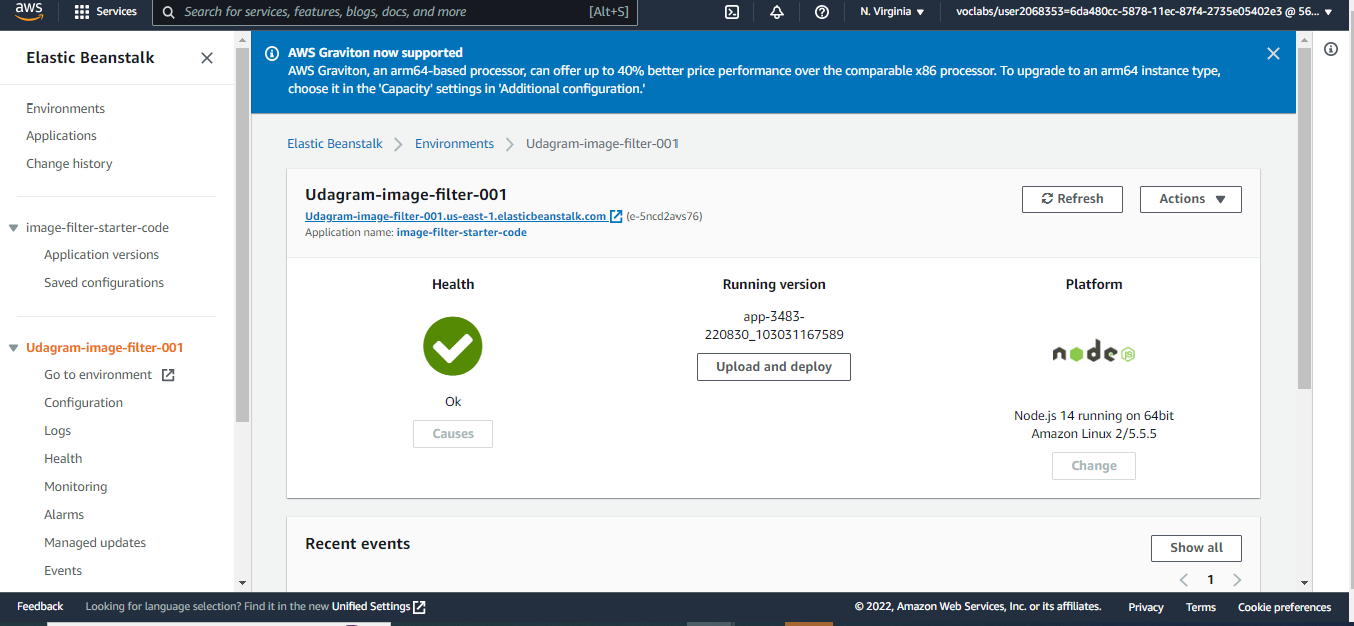 aws
Services
Search for services, features, blogs, docs, and more
[Alt+S]
N. Virginia
voclabs/user2068353=6da480cc-5878-11ec-87f4-2735e05402e3 @ 56...
Elastic Beanstalk
Environments
Applications
Change history
image-filter-starter-code
Application versions
Saved configurations
Udagram-image-filter-001
Go to environment
Configuration
Logs
Health
Monitoring
Alarms
Managed updates
Events
AWS Graviton now supported
AWS Graviton, an arm64-based processor, can offer up to 40% better price performance over the comparable x86 processor. To upgrade to an arm64 instance type,
choose it in the 'Capacity' settings in 'Additional configuration.'
Elastic Beanstalk
Environments
Udagram-image-filter-001
Udagram-image-filter-001
Udagram-image-filter-001.us-east-1.elasticbeanstalk.com (e-5ncd2avs76)
Application name: image-filter-starter-code
Refresh
Actions
Health
Ok
Causes
Running version
app-3483-
220830_103031167589
Upload and deploy
Platform
node JS
Node.js 14 running on 64bit
Amazon Linux 2/5.5.5
Change
Recent events
Show all
1
Feedback
Looking for language selection? Find it in the new Unified Settings
© 2022, Amazon Web Services, Inc. or its affiliates.
Privacy
Terms
Cookie preferences